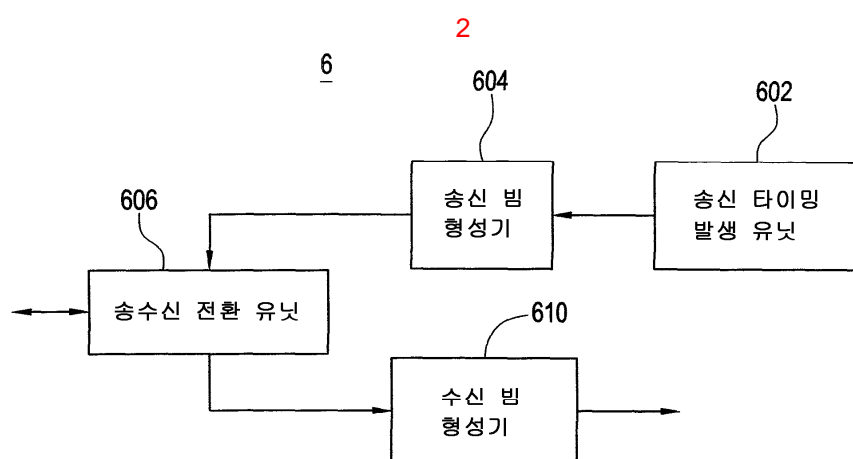 2
6
604
602
송신 빔
형성기
송신 타이밍
발생 유닛
606
송수신 전환 유닛
610
수신 빔
형성기